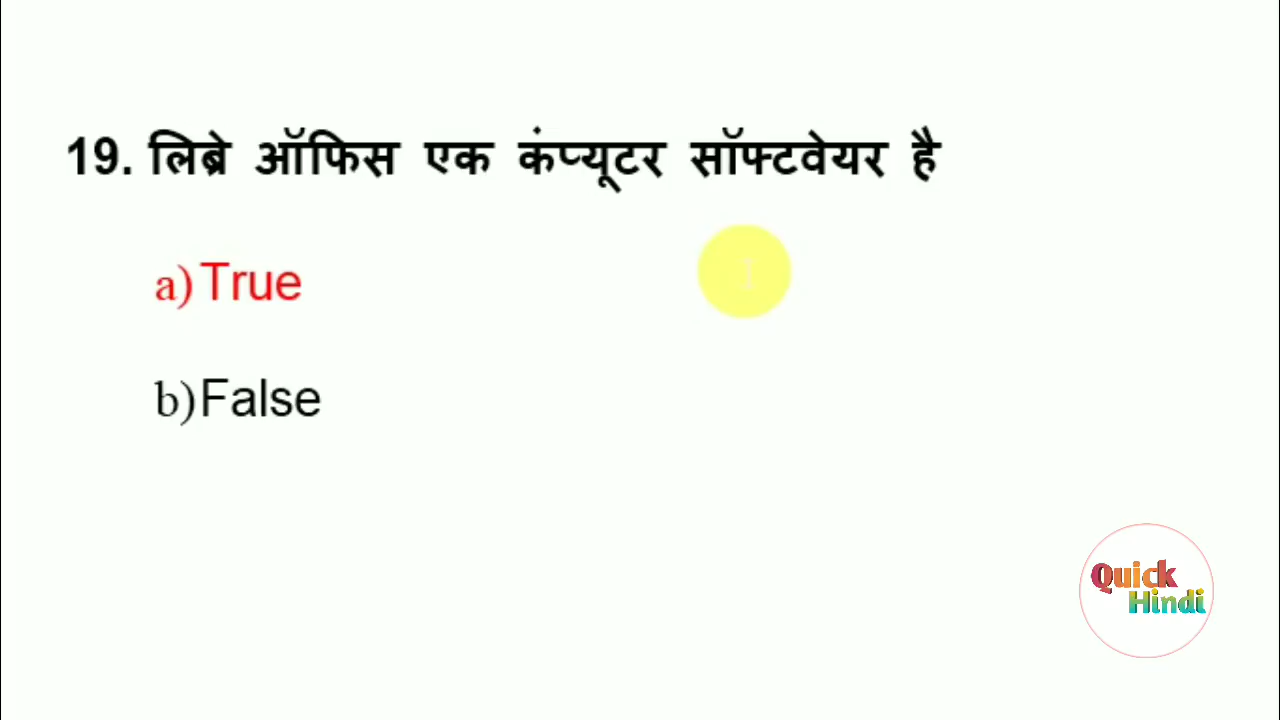 19. लिब्रे ऑफिस एक कंप्यूटर सॉफ्टवेयर है
a) True
b) False
Quick
Hindi